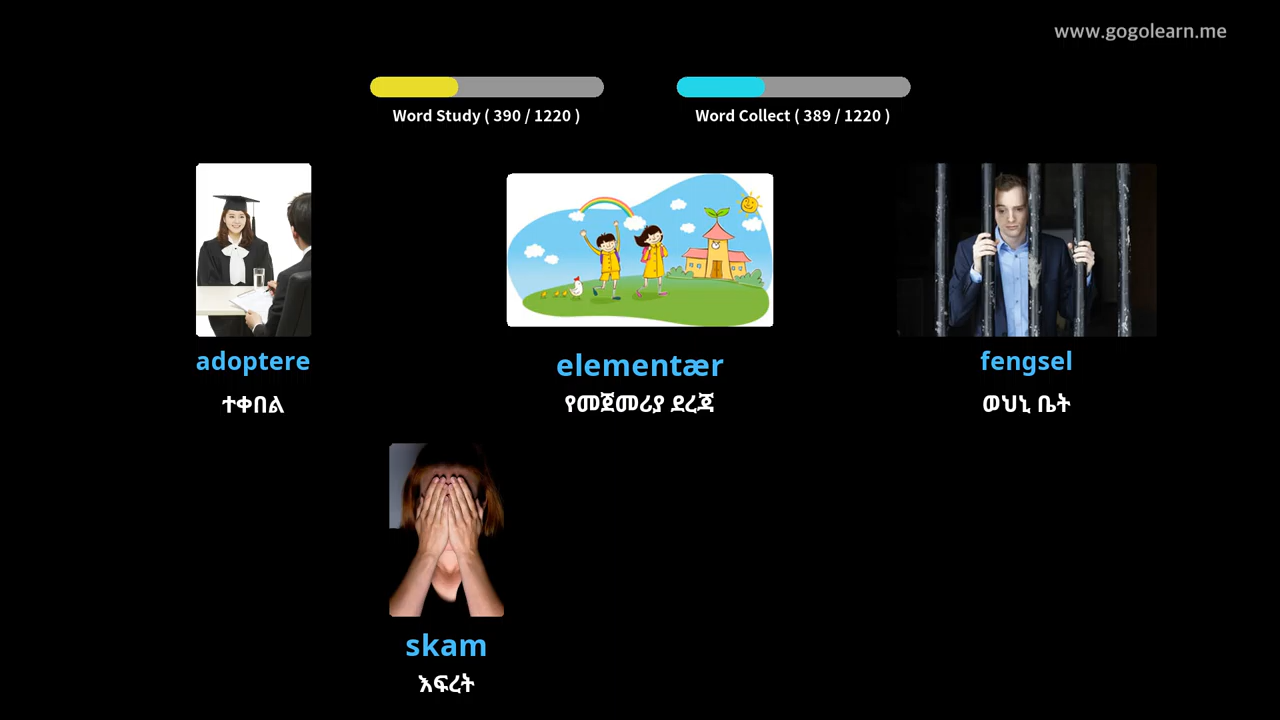 www.gogolearn.me
Word Study ( 390 / 1220 )
Word Collect ( 389 / 1220 )
adoptere
elementær
fengsel
ተቀበል
የመጀመሪያ ደረጃ
ወህኒ ቤት
skam
እፍረት